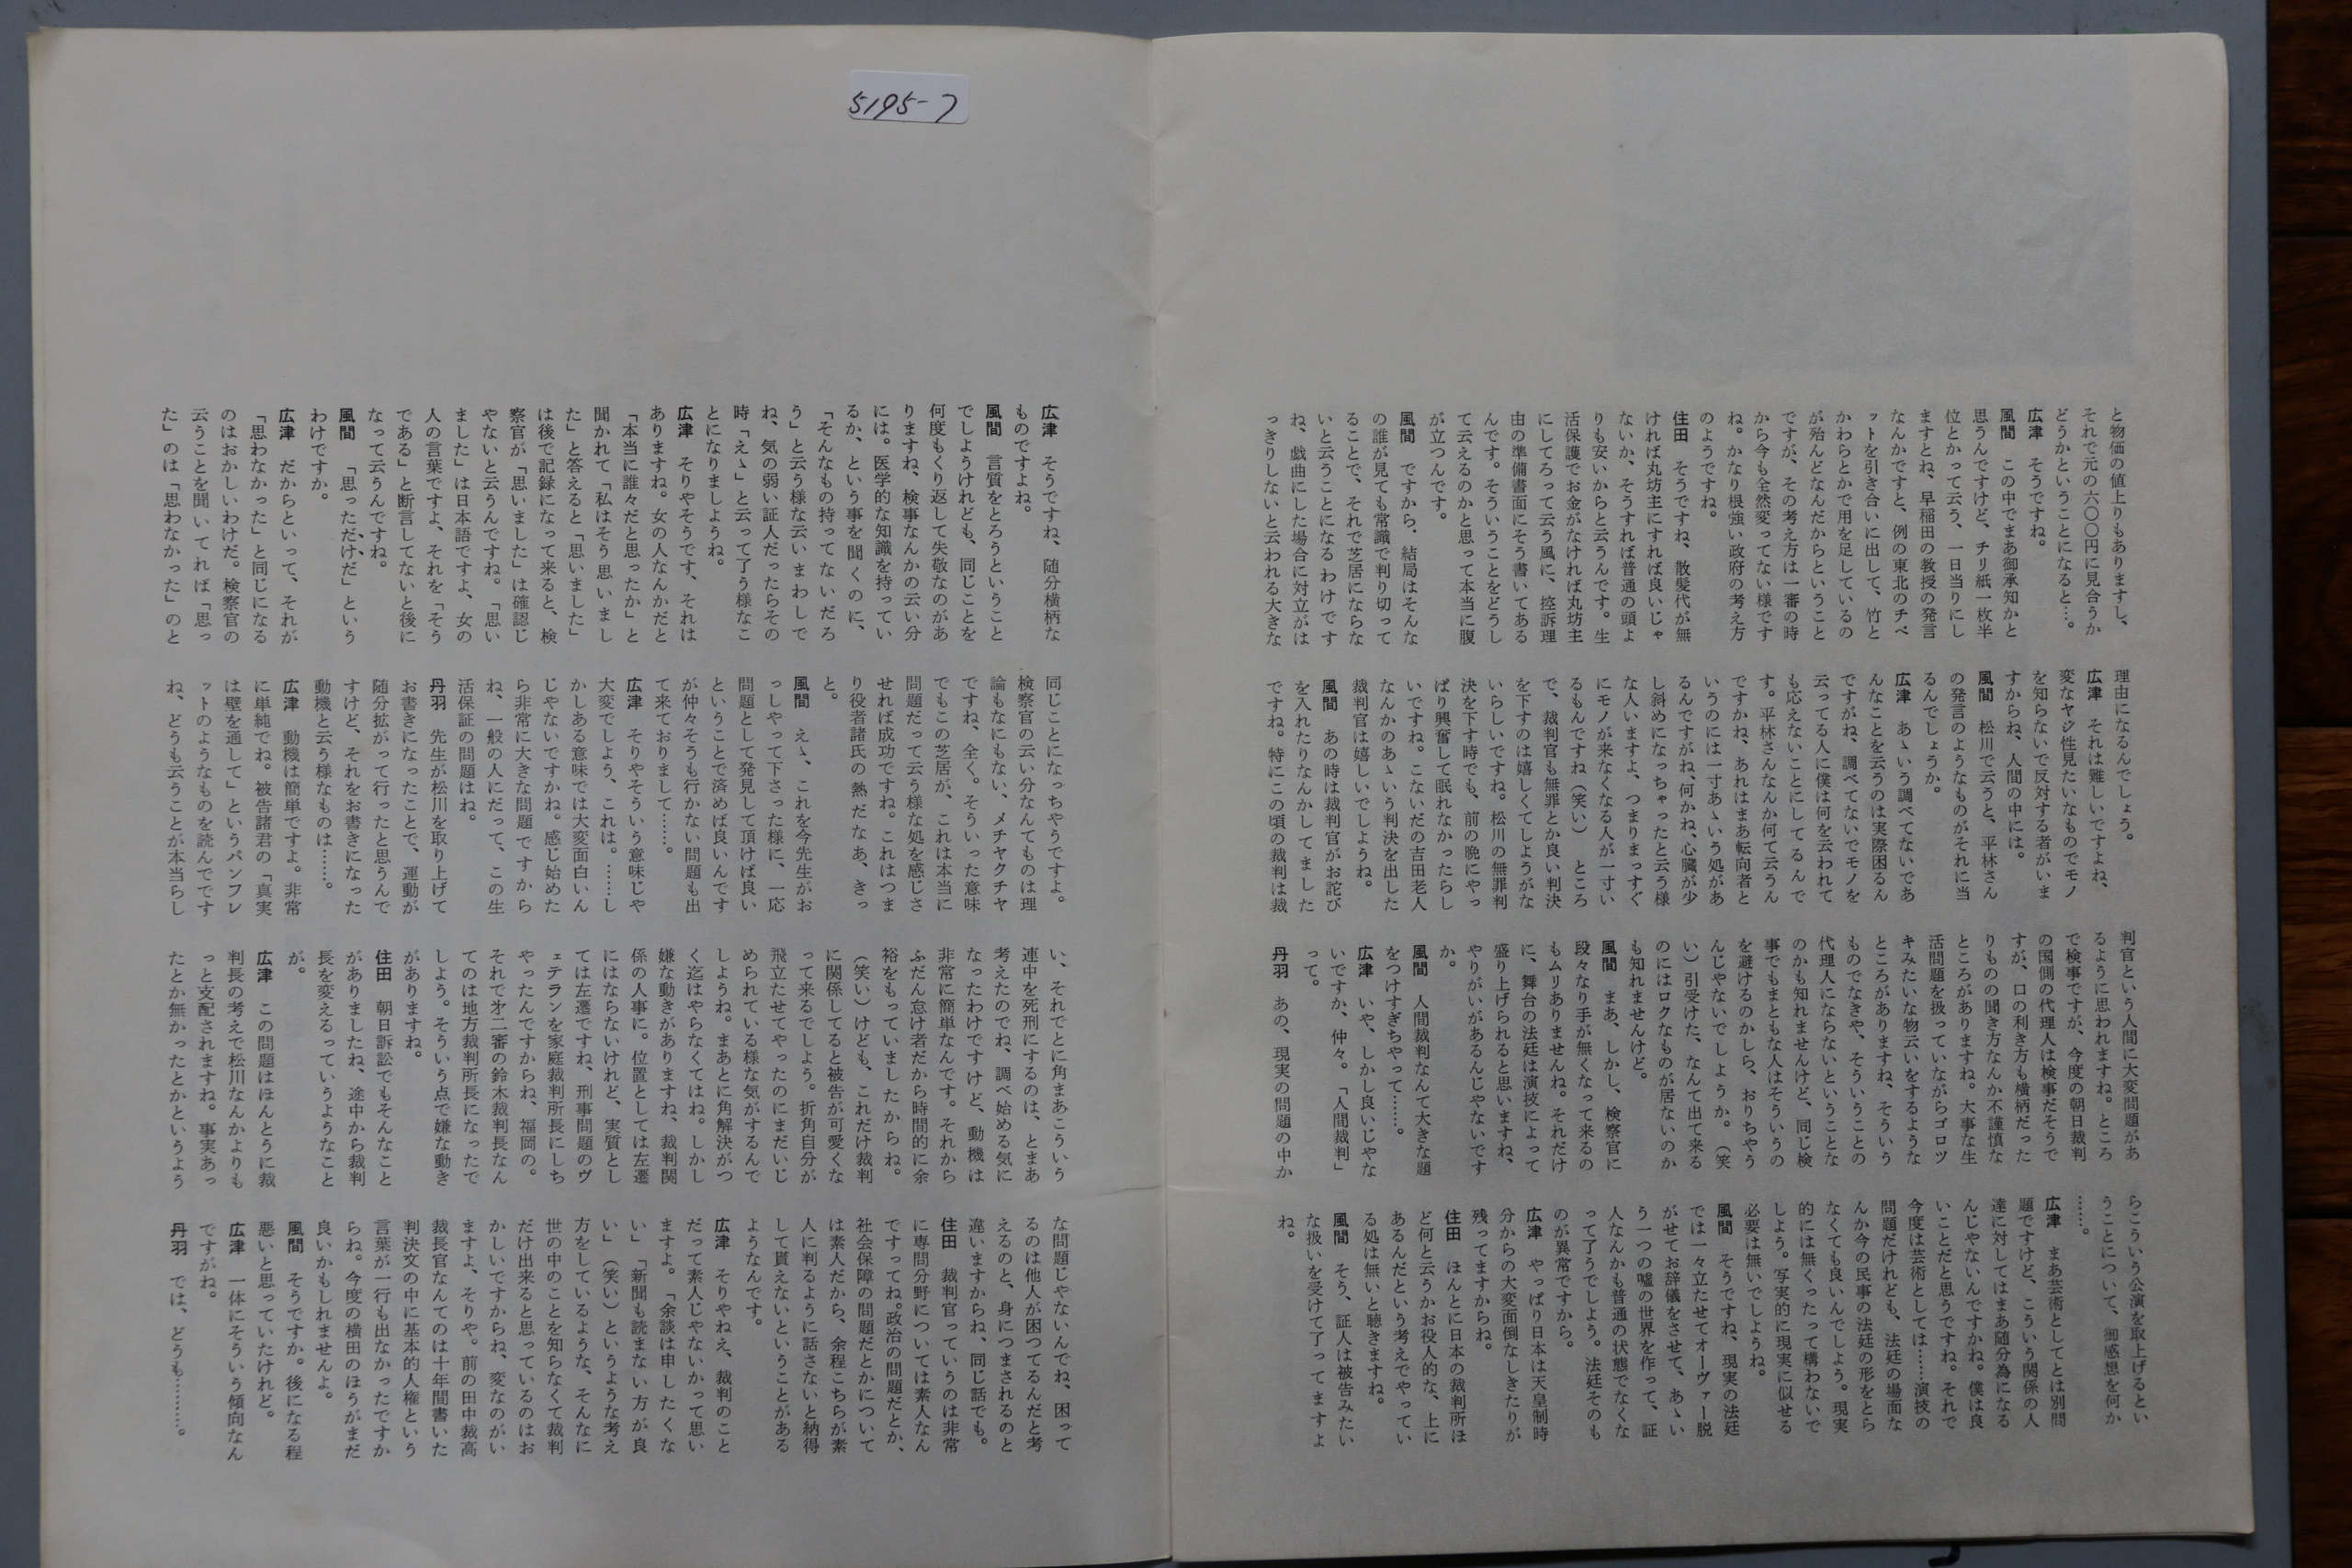 5195-7
と物価の値上りもありますし、
それで元の六〇〇円に見合うか
どうかということになると…。
広津　そうですね。
風間　この中でまあ御承知かと
思うんですけど、チリ紙一枚半
位とかって云う、一日当りにし
ますとね、早稲田の教授の発言
なんかですと、例の東北のチベ
ットを引き合いに出して、竹と
かわらとかで用を足しているの
が殆んどなんだからということ
ですが、その考え方は一審の時
から今も全然変ってない様です
ね。かなり根強い政府の考え方
のようですね。
住田　そうですね、散髪代が無
ければ丸坊主にすれば良いじゃ
ないか、そうすれば普通の頭よ
りも安いからと云うんです。生
活保護でお金がなければ丸坊主
にしてろって云う風に、控訴理
由の準備書面にそう書いてある
んです。そういうことをどうし
て云えるのかと思って本当に腹
が立つんです。
風間　ですから、結局はそんな
の誰が見ても常識で判り切って
ることで、それで芝居にならな
いと云うことになるわけです
ね、戯曲にした場合に対立がは
っきりしないと云われる大きな
理由になるんでしょう。
広津　それは難しいですよね、
変なヤジ性見たいなものでモノ
を知らないで反対する者がいま
すからね、人間の中には。
風間　松川で云うと、平林さん
の発言のようなものがそれに当
るんでしょうか。
広津　あゝいう調べてないであ
んなことを云うのは実際困るん
ですがね、調べてないでモノを
云ってる人に僕は何を云われて
も応えないことにしてるんで
す。平林さんなんか何て云うん
ですかね、あれはまあ転向者と
いうのには一寸あゝいう処があ
るんですがね、何かね、心臓が少
し斜めになっちゃったと云う様
な人いますよ、つまりまっすぐ
にモノが来なくなる人が一寸い
るもんですね（笑い）　ところ
で、裁判官も無罪とか良い判決
を下すのは嬉しくてしようがな
いらしいですね。松川の無罪判
決を下す時でも、前の晩にやっ
ぱり興奮して眠れなかったらし
いですね。こないだの吉田老人
なんかのあゝいう判決を出した
裁判官は嬉しいでしようね。
風間　あの時は裁判官がお詫び
を入れたりなんかしてました
ですね。特にこの頃の裁判は裁
判官という人間に大変問題があ
るように思われますね。ところ
で検事ですが、今度の朝日裁判
の国側の代理人は検事だそうで
すが、口の利き方も横柄だった
りものの聞き方なんか不謹慎な
ところがありますね。大事な生
活問題を扱っていながらゴロツ
キみたいな物云いをするような
ところがありますね、そういう
ものでなきや、そういうことの
代理人にならないということな
のかも知れませんけど、同じ検
事でもまともな人はそういうの
を避けるのかしら、おりちやう
んじやないでしょうか。（笑
い）引受けた、なんて出て来る
のにはロクなものが居ないのか
も知れませんけど。
風間　まあ、しかし、検察官に
段々なり手が無くなって来るの
もムリありませんね。それだけ
に、舞台の法廷は演技によって
盛り上げられると思いますね、
やりがいがあるんじやないです
か。
風間　人間裁判なんて大きな題
をつけすぎちやって……。
広津　いや、しかし良いじやな
いですか、仲々。「人間裁判」
って。
丹羽　あの、現実の問題の中か
らこういう公演を取上げるとい
うことについて、御感想を何か
……。
広津　まあ芸術としてとは別問
題ですけど、こういう関係の人
達に対してはまあ随分為になる
んじやないんですかね。僕は良
いことだと思うですね。それで
今度は芸術としては……演技の
問題だけれども、法廷の場面な
んか今の民事の法廷の形をとら
なくても良いんでしょう。現実
的には無くったって構わないで
しよう。写実的に現実に似せる
必要は無いでしようね。
風間　そうですね、現実の法廷
では一々立たせてオーヴァー脱
がせてお辞儀をさせて、あゝい
う一つの嘘の世界を作って、証
人なんかも普通の状態でなくな
って了うでしよう。法廷そのも
のが異常ですから。
広津　やっぱり日本は天皇制時
分からの大変面倒なしきたりが
残ってますからね。
住田　ほんとに日本の裁判所ほ
ど何と云うかお役人的な、上に
あるんだという考えでやってい
る処は無いと聴きますね。
風間　そう、証人は被告みたい
な扱いを受けて了ってますよ
ね。
広津　そうですね、随分横柄な
ものですよね。
風間　言質をとろうということ
でしようけれども、同じことを
何度もくり返して失敬なのがあ
りますね、検事なんかの云い分
には。医学的な知識を持ってい
るか、という事を聞くのに、
「そんなもの持ってないだろ
う」と云う様な云いまわしで
ね、気の弱い証人だったらその
時「えゝ」と云って了う様なこ
とになりましようね。
広津　そりやそうです、それは
ありますね。女の人なんかだと
「本当に誰々だと思ったか」と
聞かれて「私はそう思いまし
た」と答えると「思いました」
は後で記録になって来ると、検
察官が「思いました」は確認じ
やないと云うんですね。「思い
ました」は日本語ですよ、女の
人の言葉ですよ、それを「そう
である」と断言してないと後に
なって云うんですね。
風間　「思っただけだ」という
わけですか。
広津　だからといって、それが
「思わなかった」と同じになる
のはおかしいわけだ。検察官の
云うことを聞いてれば「思っ
た」のは「思わなかった」のと
同じことになっちやうですよ。
検察官の云い分なんてものは理
論もなにもない、メチヤクチヤ
ですね、全く。そういった意味
でもこの芝居が、これは本当に
問題だって云う様な処を感じさ
せれば成功ですね。これはつま
り役者諸氏の熱だなあ、きっ
と。
風間　えゝ、これを今先生がお
っしやって下さった様に、一応
問題として発見して頂けば良い
ということで済めば良いんです
が仲々そうも行かない問題も出
て来ておりまして……。
広津　そりやそういう意味じや
大変でしよう、これは。……し
かしある意味では大変面白いん
じやないですかね。感じ始めた
ら非常に大きな問題ですから
ね、一般の人にだって、この生
活保証の問題はね。
丹羽　先生が松川を取り上げて
お書きになったことで、運動が
随分拡がって行ったと思うんで
すけど、それをお書きになった
動機と云う様なものは……。
広津　動機は簡単ですよ。非常
に単純でね。被告諸君の「真実
は壁を通して」というパンフレ
ットのようなものを読んでです
ね、どうも云うことが本当らし
い、それでとに角まあこういう
連中を死刑にするのは、とまあ
考えたのでね、調べ始める気に
なったわけですけど、動機は
非常に簡単なんです。それから
ふだん怠け者だから時間的に余
裕をもっていましたからね。
（笑い）けども、これだけ裁判
に関係してると被告が可愛くな
って来るでしよう。折角自分が
飛立たせてやったのにまだいじ
められている様な気がするんで
しようね。まあとに角解決がつ
く迄はやらなくてはね。しかし
嫌な動きがありますね、裁判関
係の人事に。位置としては左遷
にはならないけれど、実質とし
ては左遷ですね、刑事問題のヴ
ェテランを家庭裁判所長にしち
やったんですからね、福岡の。
それで才二審の鈴木裁判長なん
てのは地方裁判所長になったで
しよう。そういう点で嫌な動き
がありますね。
住田　朝日訴訟でもそんなこと
がありましたね、途中から裁判
長を変えるっていうようなこと
が。
広津　この問題はほんとうに裁
判長の考えで松川なんかよりも
っと支配されますね。事実あっ
たとか無かったとかというよう
な問題じゃないんでね、困って
るのは他人が困つてるんだと考
えるのと、身につまされるのと
違いますからね、同じ話でも。
住田　裁判官っていうのは非常
に専問分野については素人なん
ですってね。政治の問題だとか、
社会保障の問題だとかについて
は素人だから、余程こちらが素
人に判るように話さないと納得
して貰えないということがある
ようなんです。
広津　そりやねえ、裁判のこと
だって素人じやないかって思い
ますよ。「余談は申したくな
い」「新聞も読まない方が良
い」（笑い）というような考え
方をしているような、そんなに
世の中のことを知らなくて裁判
だけ出来ると思っているのはお
かしいですからね、変なのがい
ますよ、そりや。前の田中裁高
裁長官なんてのは十年間書いた
判決文の中に基本的人権という
言葉が一行も出なかったですか
らね。今度の横田のほうがまだ
良いかもしれませんよ。
風間　そうですか。後になる程
悪いと思っていたけれど。
広津　一体にそういう傾向なん
ですがね。
丹羽　では、どうも………。